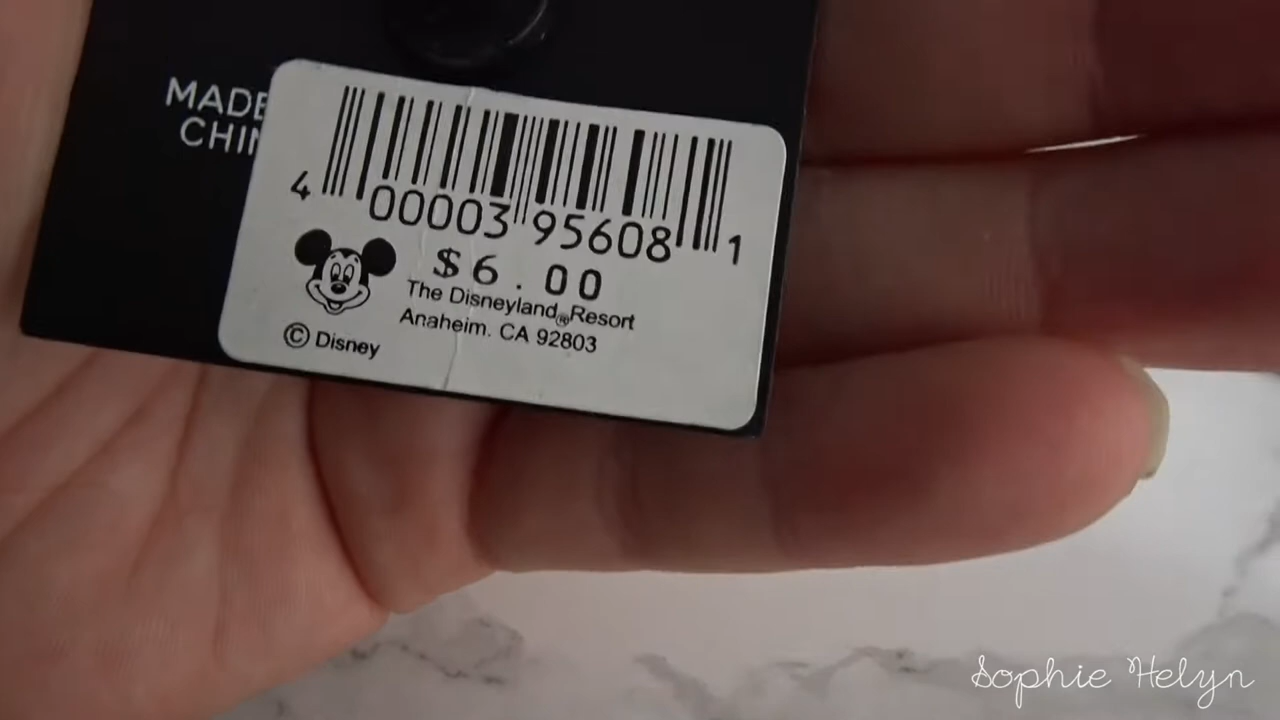 MADE
CHIN
4 00003 95608 1
$6.00
The Disneyland® Resort
Anaheim. CA 92803
© Disney
Sophie Helyn